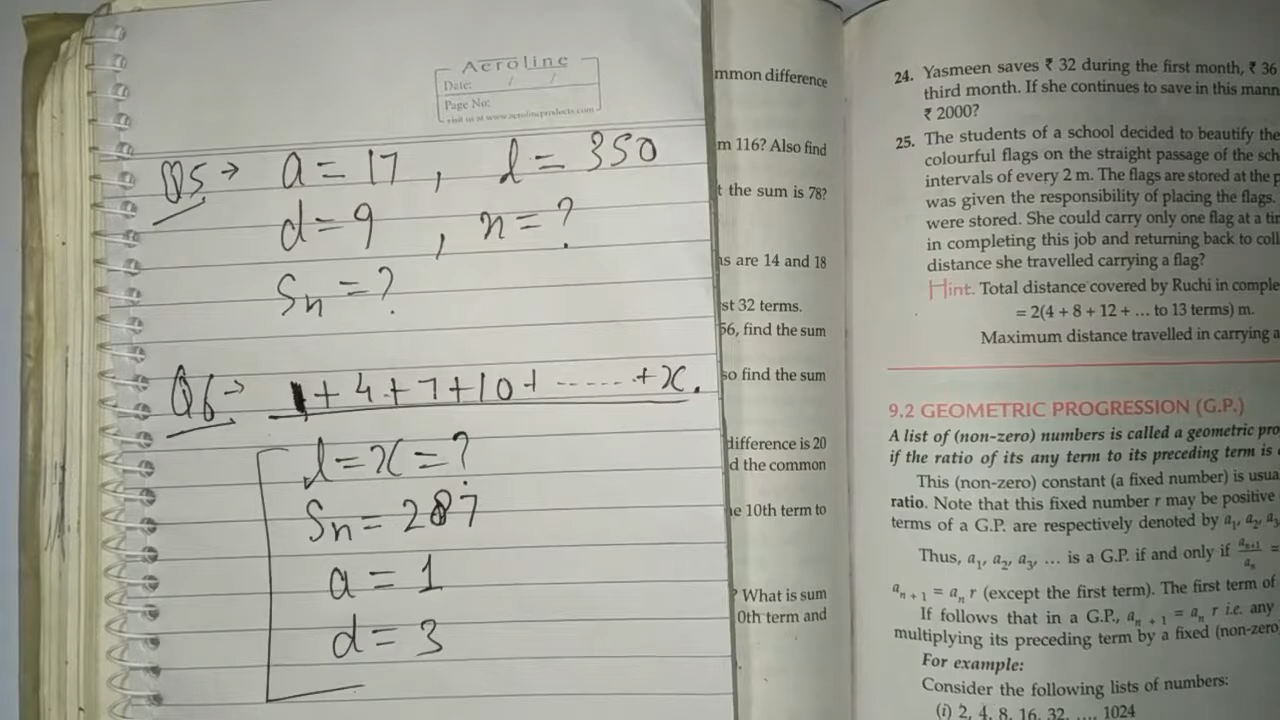 Aeroline
Date: / /
Page No:
visit us at www.aerolineproducts.com
Q5→ a = 17 , l = 350
d = 9 , n = ?
Sn = ?
Q6→ 1 + 4 + 7 + 10 + ...... + x.
l = x = ?
Sn = 287
a = 1
d = 3
mmon difference
m 116? Also find
t the sum is 78?
ns are 14 and 18
st 32 terms.
56, find the sum
so find the sum
difference is 20
d the common
he 10th term to
? What is sum
0th term and
24. Yasmeen saves ₹ 32 during the first month, ₹ 36
third month. If she continues to save in this mann
₹ 2000?
25. The students of a school decided to beautify the
colourful flags on the straight passage of the sch
intervals of every 2 m. The flags are stored at the p
was given the responsibility of placing the flags.
were stored. She could carry only one flag at a tim
in completing this job and returning back to coll
distance she travelled carrying a flag?
Hint. Total distance covered by Ruchi in comple
= 2(4 + 8 + 12 + ... to 13 terms) m.
Maximum distance travelled in carrying a
9.2 GEOMETRIC PROGRESSION (G.P.)
A list of (non-zero) numbers is called a geometric pro
if the ratio of its any term to its preceding term is
This (non-zero) constant (a fixed number) is usua
ratio. Note that this fixed number r may be positive
terms of a G.P. are respectively denoted by a₁, a₂, a₃
Thus, a₁, a₂, a₃, ... is a G.P. if and only if aₙ₊₁/aₙ =
aₙ₊₁ = aₙ r (except the first term). The first term of
If follows that in a G.P., aₙ₊₁ = aₙ r i.e. any
multiplying its preceding term by a fixed (non-zero
For example:
Consider the following lists of numbers:
(i) 2, 4, 8, 16, 32, ..., 1024